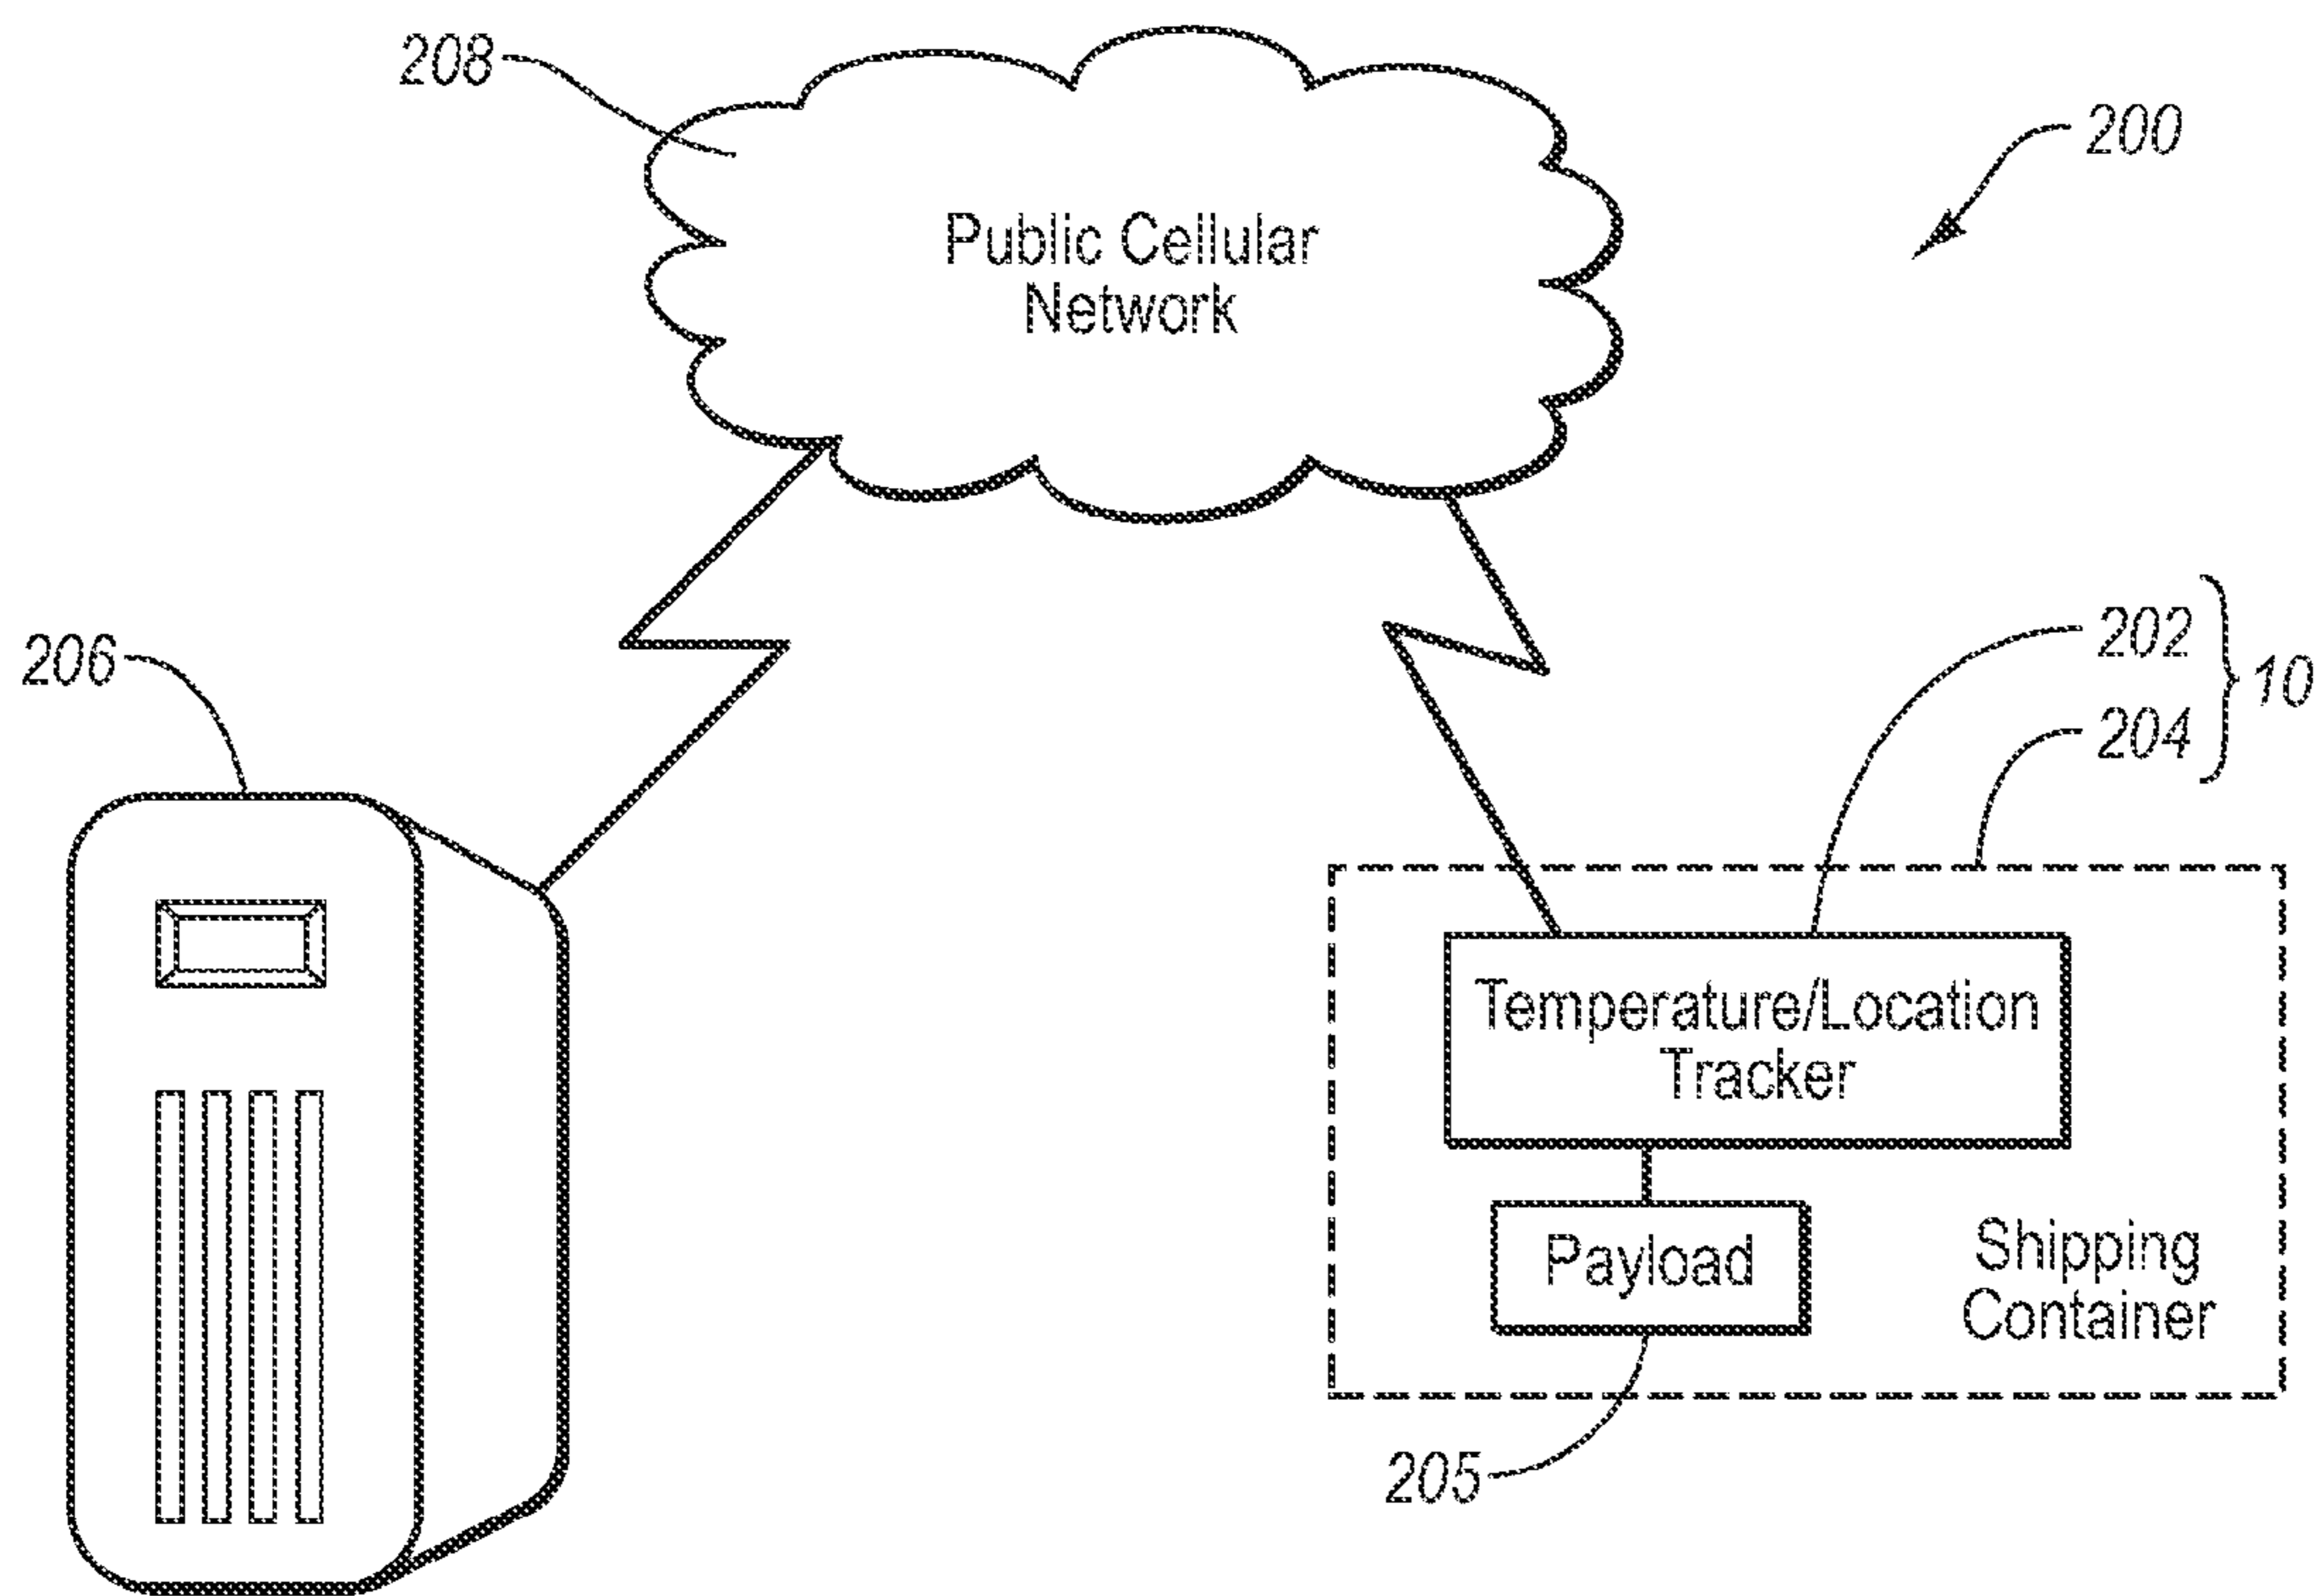 208
200
Public Cellular
Network
202
10
206
204
Temperature/Location
Tracker
Payload
Shipping
Container
205